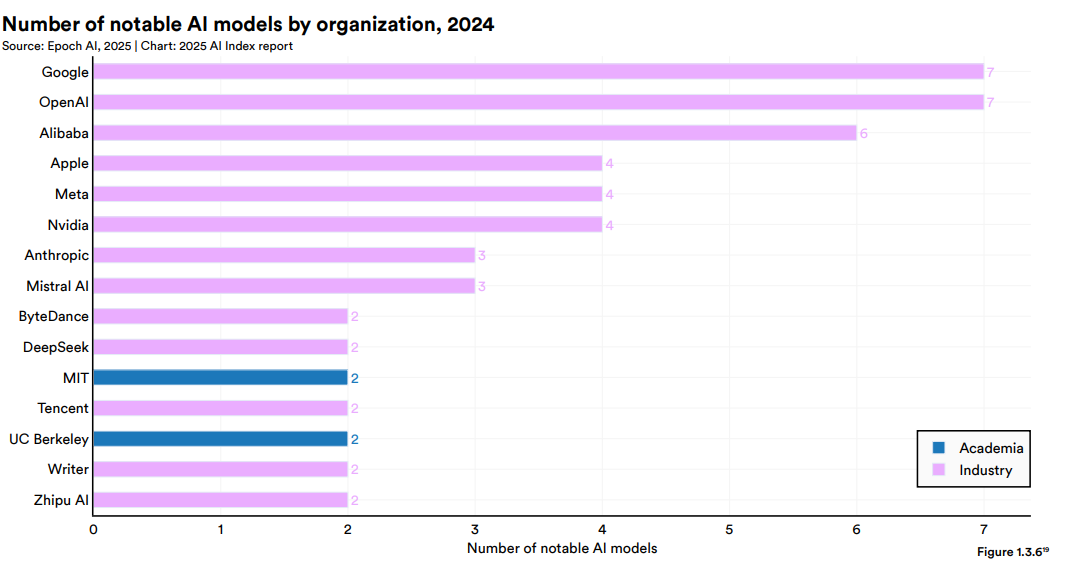 Number of notable AI models by organization, 2024
Source: Epoch AI, 2025 | Chart: 2025 AI Index report
Google 7
OpenAI 7
Alibaba 6
Apple 4
Meta 4
Nvidia 4
Anthropic 3
Mistral AI 3
ByteDance 2
DeepSeek 2
MIT 2
Tencent 2
UC Berkeley 2
Writer 2
Zhipu AI 2
Academia
Industry
0 1 2 3 4 5 6 7
Number of notable AI models
Figure 1.3.6¹⁹